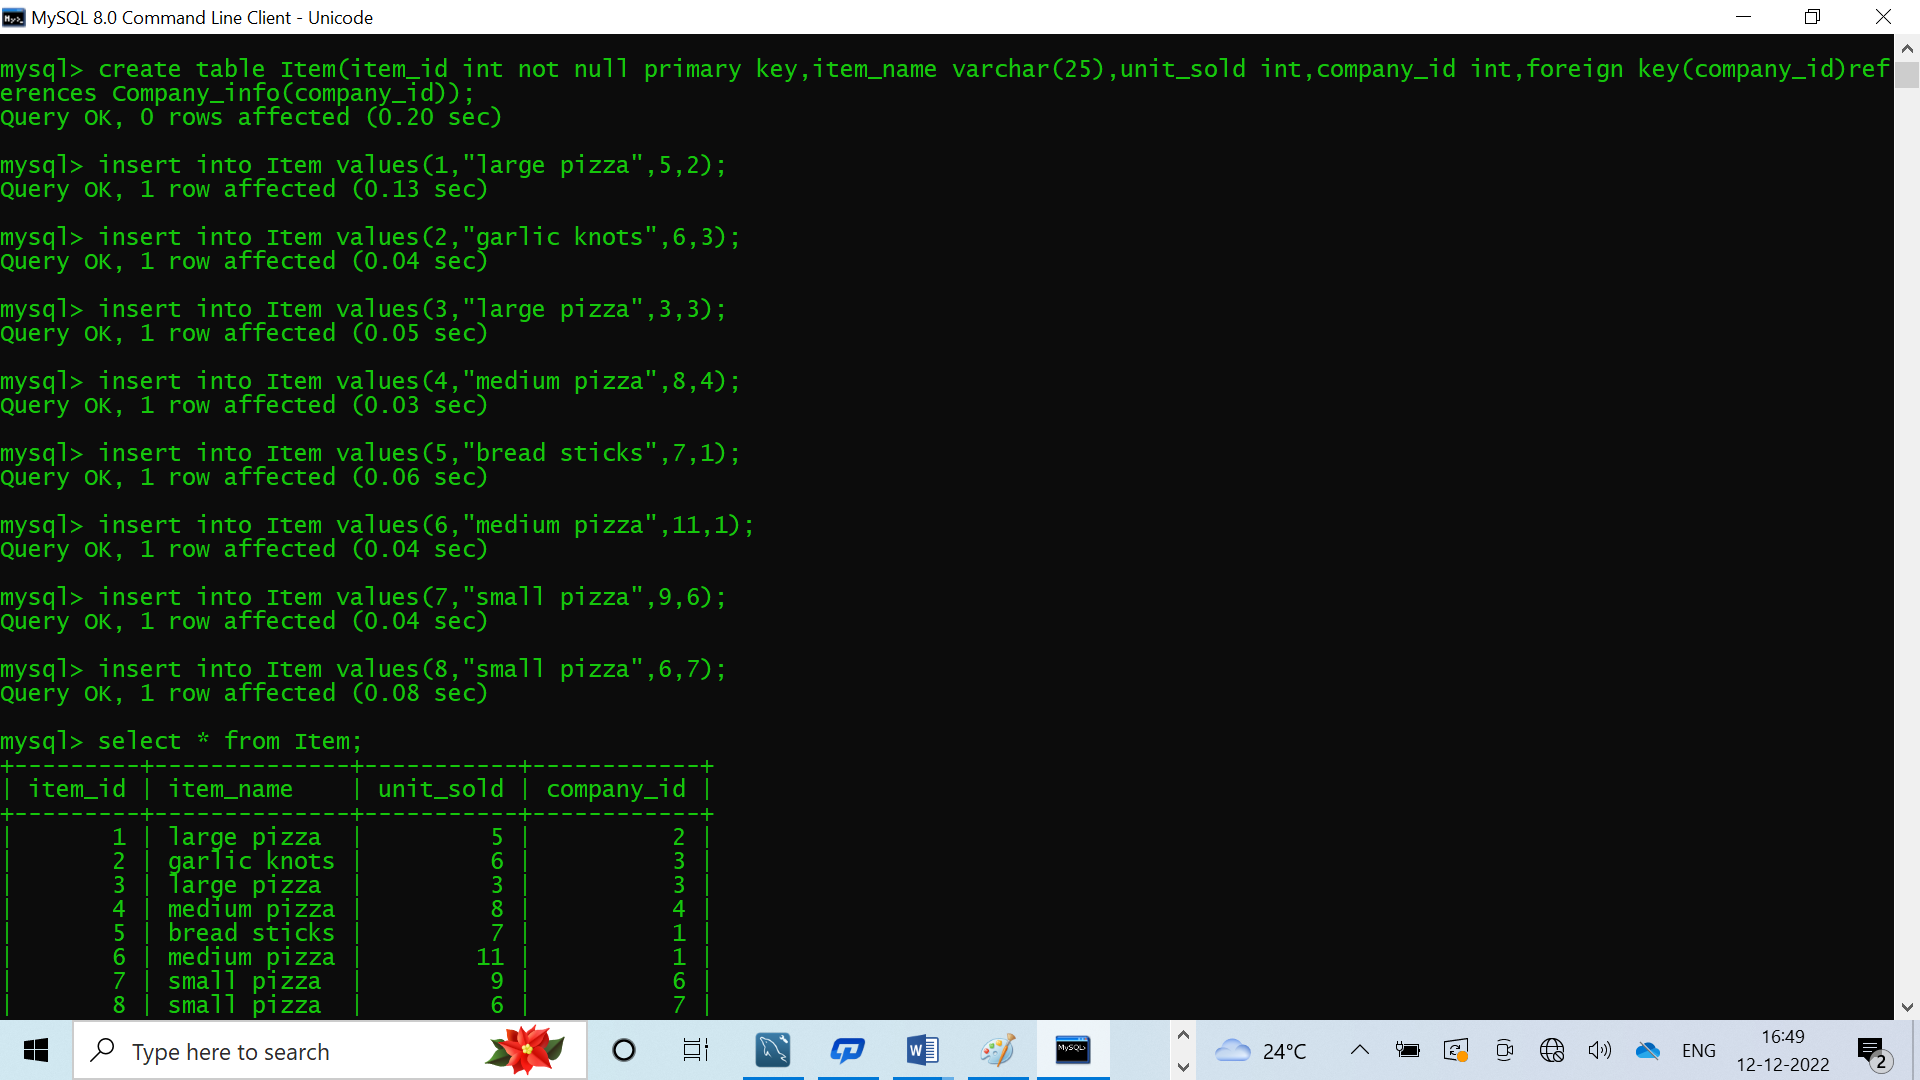 MySQL 8.0 Command Line Client - Unicode
mysql> create table Item(item_id int not null primary key,item_name varchar(25),unit_sold int,company_id int,foreign key(company_id)ref
erences Company_info(company_id));
Query OK, 0 rows affected (0.20 sec)
mysql> insert into Item values(1,"large pizza",5,2);
Query OK, 1 row affected (0.13 sec)
mysql> insert into Item values(2,"garlic knots",6,3);
Query OK, 1 row affected (0.04 sec)
mysql> insert into Item values(3,"large pizza",3,3);
Query OK, 1 row affected (0.05 sec)
mysql> insert into Item values(4,"medium pizza",8,4);
Query OK, 1 row affected (0.03 sec)
mysql> insert into Item values(5,"bread sticks",7,1);
Query OK, 1 row affected (0.06 sec)
mysql> insert into Item values(6,"medium pizza",11,1);
Query OK, 1 row affected (0.04 sec)
mysql> insert into Item values(7,"small pizza",9,6);
Query OK, 1 row affected (0.04 sec)
mysql> insert into Item values(8,"small pizza",6,7);
Query OK, 1 row affected (0.08 sec)
mysql> select * from Item;
+---------+--------------+-----------+------------+
| item_id | item_name    | unit_sold | company_id |
+---------+--------------+-----------+------------+
|       1 | large pizza  |         5 |          2 |
|       2 | garlic knots |         6 |          3 |
|       3 | large pizza  |         3 |          3 |
|       4 | medium pizza |         8 |          4 |
|       5 | bread sticks |         7 |          1 |
|       6 | medium pizza |        11 |          1 |
|       7 | small pizza  |         9 |          6 |
|       8 | small pizza  |         6 |          7 |
Type here to search
MySQL>
24°C
ENG
16:49
12-12-2022
2